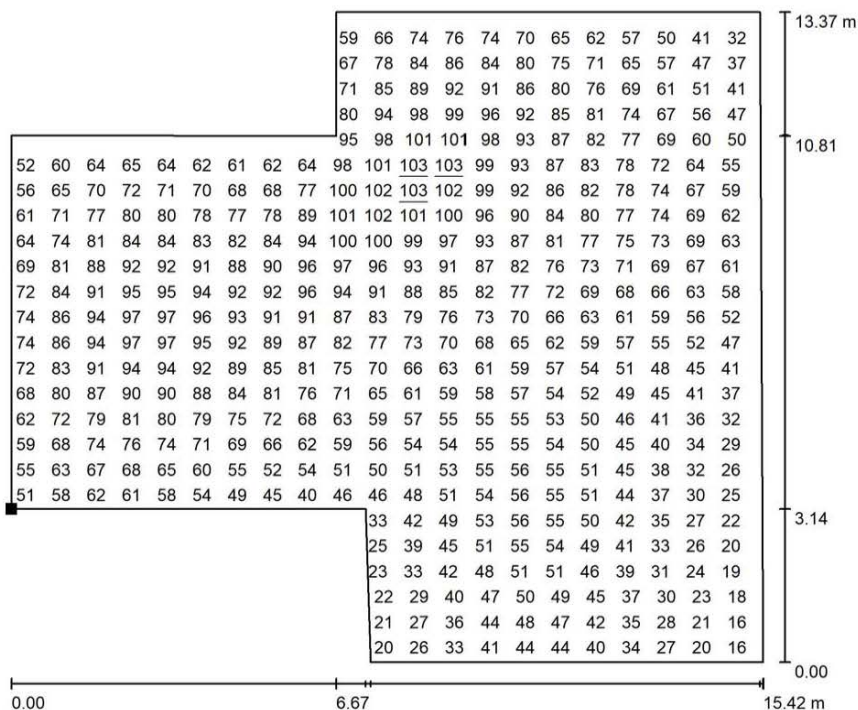 13.37 m
59 66 74 76 74 70 65 62 57 50 41 32
67 78 84 86 84 80 75 71 65 57 47 37
71 85 89 92 91 86 80 76 69 61 51 41
80 94 98 99 96 92 85 81 74 67 56 47
95 98 101 101 98 93 87 82 77 69 60 50
10.81
52 60 64 65 64 62 61 62 64 98 101 103 103 99 93 87 83 78 72 64 55
56 65 70 72 71 70 68 68 77 100 102 103 102 99 92 86 82 78 74 67 59
61 71 77 80 80 78 77 78 89 101 102 101 100 96 90 84 80 77 74 69 62
64 74 81 84 84 83 82 84 94 100 100 99 97 93 87 81 77 75 73 69 63
69 81 88 92 92 91 88 90 96 97 96 93 91 87 82 76 73 71 69 67 61
72 84 91 95 95 94 92 92 96 94 91 88 85 82 77 72 69 68 66 63 58
74 86 94 97 97 96 93 91 91 87 83 79 76 73 70 66 63 61 59 56 52
74 86 94 97 97 95 92 89 87 82 77 73 70 68 65 62 59 57 55 52 47
72 83 91 94 94 92 89 85 81 75 70 66 63 61 59 57 54 51 48 45 41
68 80 87 90 90 88 84 81 76 71 65 61 59 58 57 54 52 49 45 41 37
62 72 79 81 80 79 75 72 68 63 59 57 55 55 55 53 50 46 41 36 32
59 68 74 76 74 71 69 66 62 59 56 54 54 55 55 54 50 45 40 34 29
55 63 67 68 65 60 55 52 54 51 50 51 53 55 56 55 51 45 38 32 26
51 58 62 61 58 54 49 45 40 46 46 48 51 54 56 55 51 44 37 30 25
3.14
33 42 49 53 56 55 50 42 35 27 22
25 39 45 51 55 54 49 41 33 26 20
23 33 42 48 51 51 46 39 31 24 19
22 29 40 47 50 49 45 37 30 23 18
21 27 36 44 48 47 42 35 28 21 16
20 26 33 41 44 44 40 34 27 20 16
0.00
0.00 6.67 15.42 m